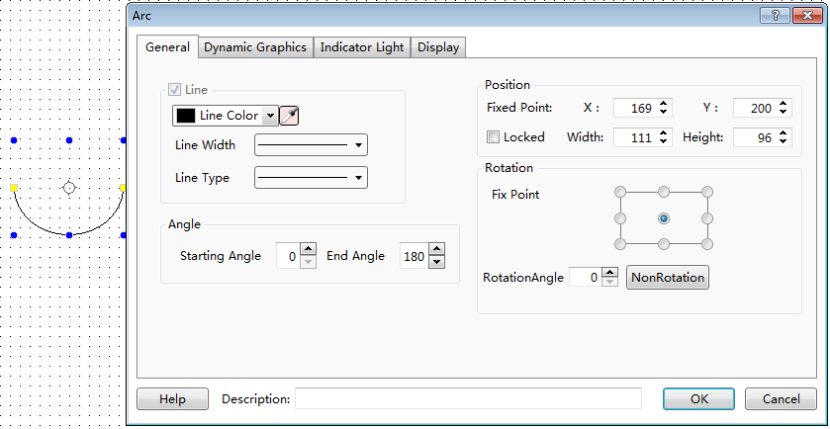 Arc
General Dynamic Graphics Indicator Light Display
Line
Line Color
Line Width
Line Type
Angle
Starting Angle 0 End Angle 180
Position
Fixed Point: X : 169 Y : 200
Locked Width: 111 Height: 96
Rotation
Fix Point
RotationAngle 0 NonRotation
Help Description: OK Cancel